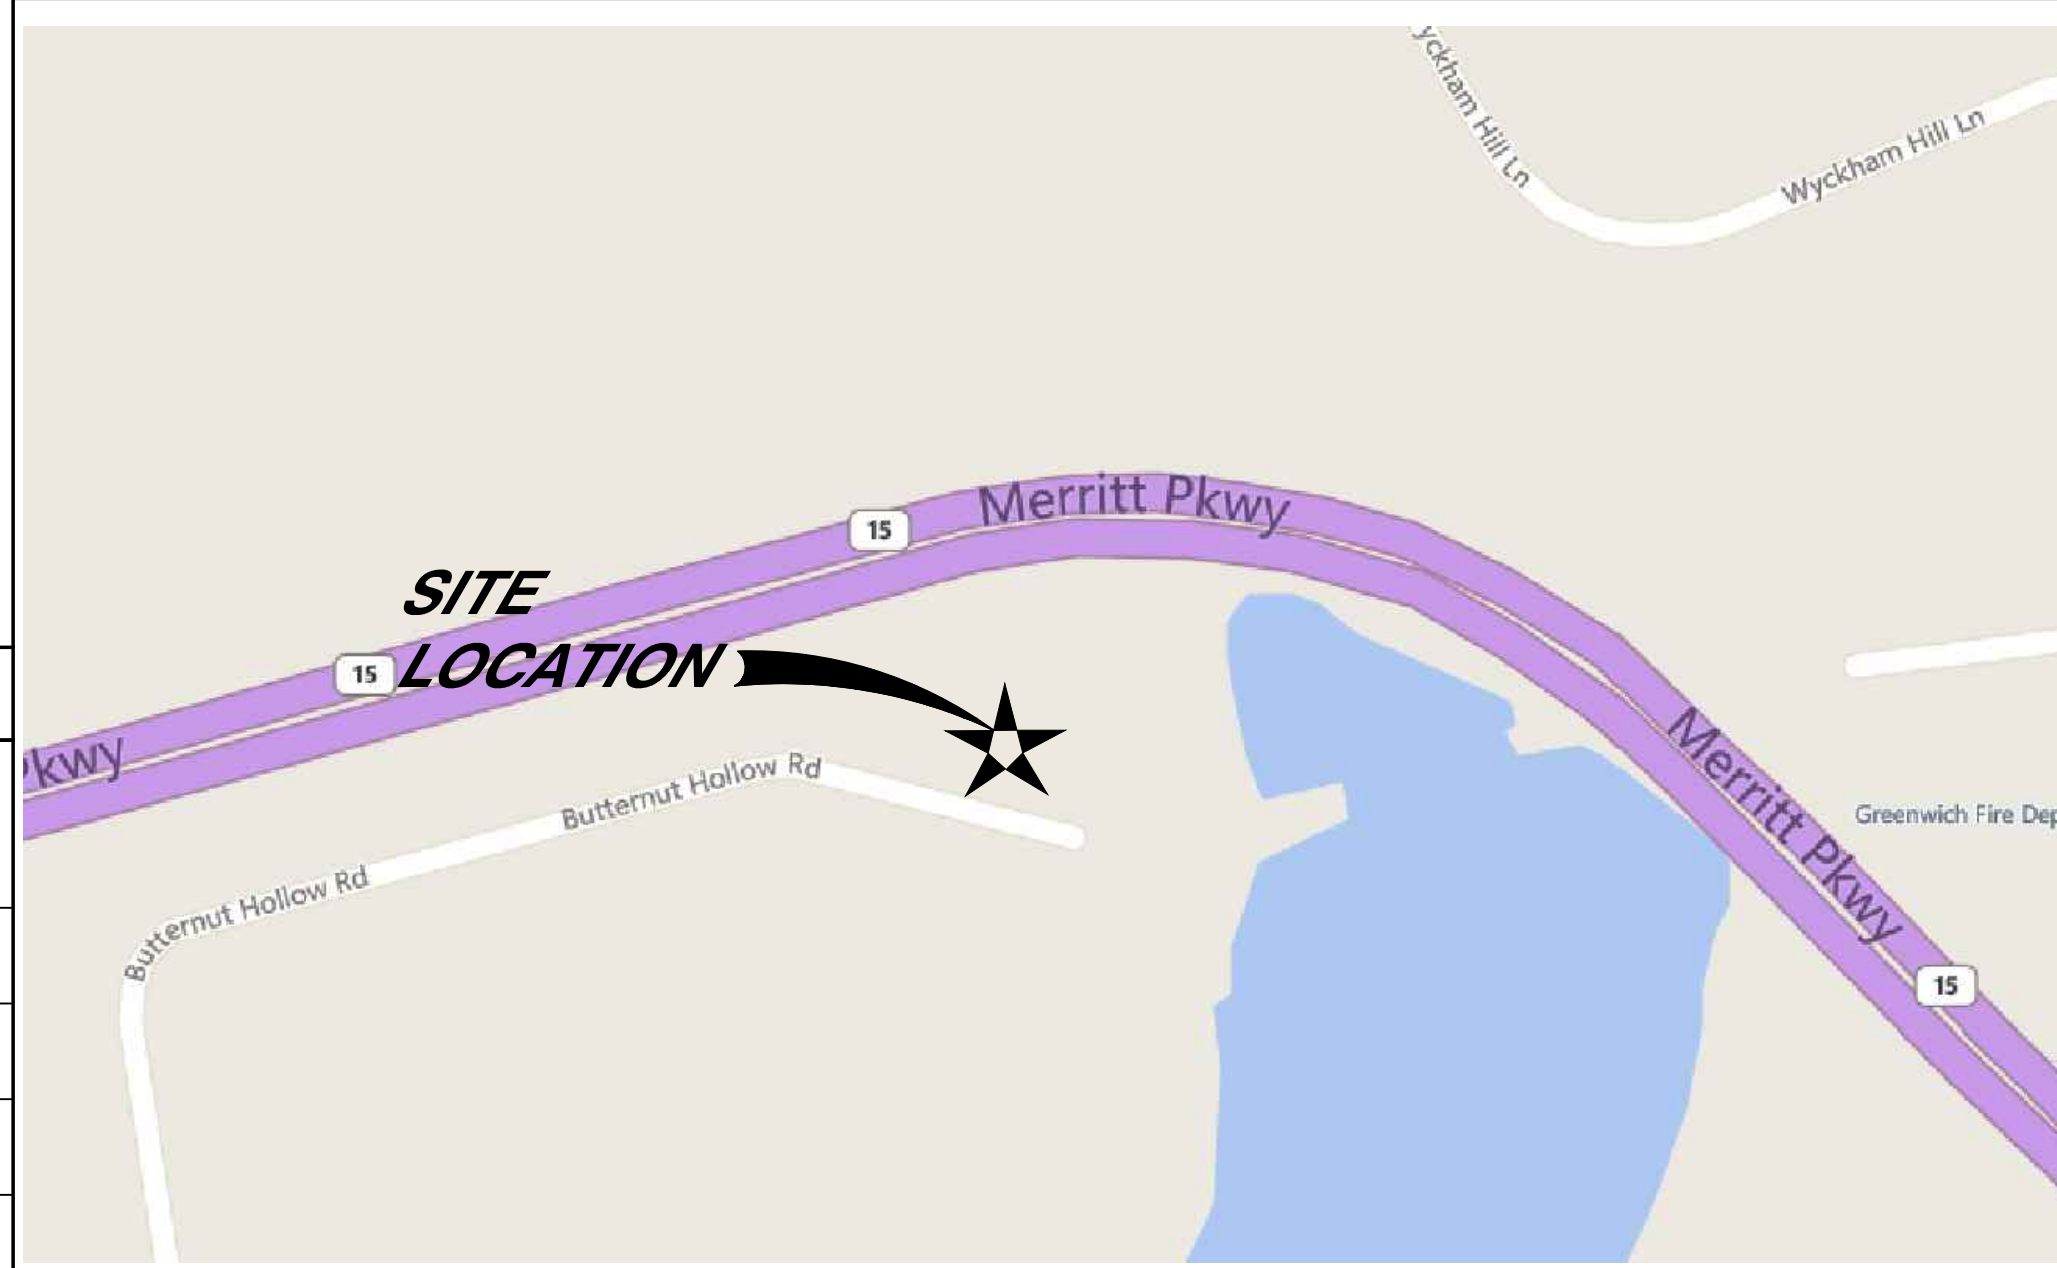 yckham Hill Ln
Wyckham Hill Ln
Merritt Pkwy
15
SITE
LOCATION
15
Pkwy
Merritt Pkwy
Butternut Hollow Rd
Greenwich Fire Dep
Butternut Hollow Rd
15